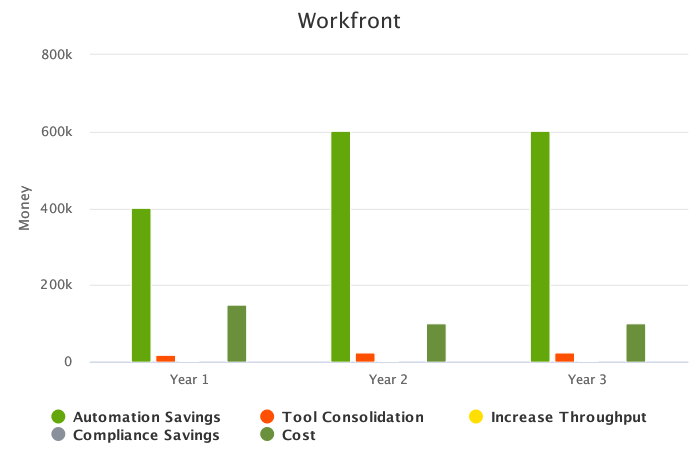 Workfront
800k
600k
400k
200k
0
Money
Year 1
Year 2
Year 3
Automation Savings
Tool Consolidation
Increase Throughput
Compliance Savings
Cost